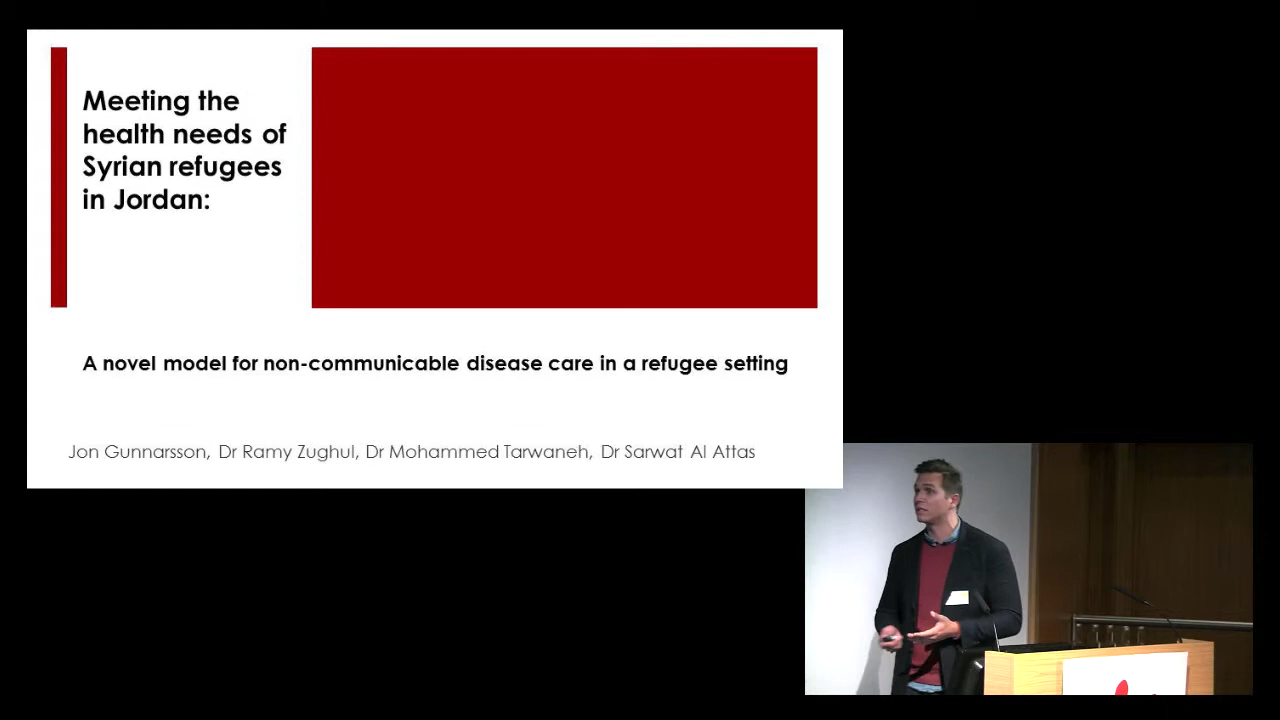 Meeting the
health needs of
Syrian refugees
in Jordan:
A novel model for non-communicable disease care in a refugee setting
Jon Gunnarsson, Dr Ramy Zughul, Dr Mohammed Tarwaneh, Dr Sarwat Al Attas